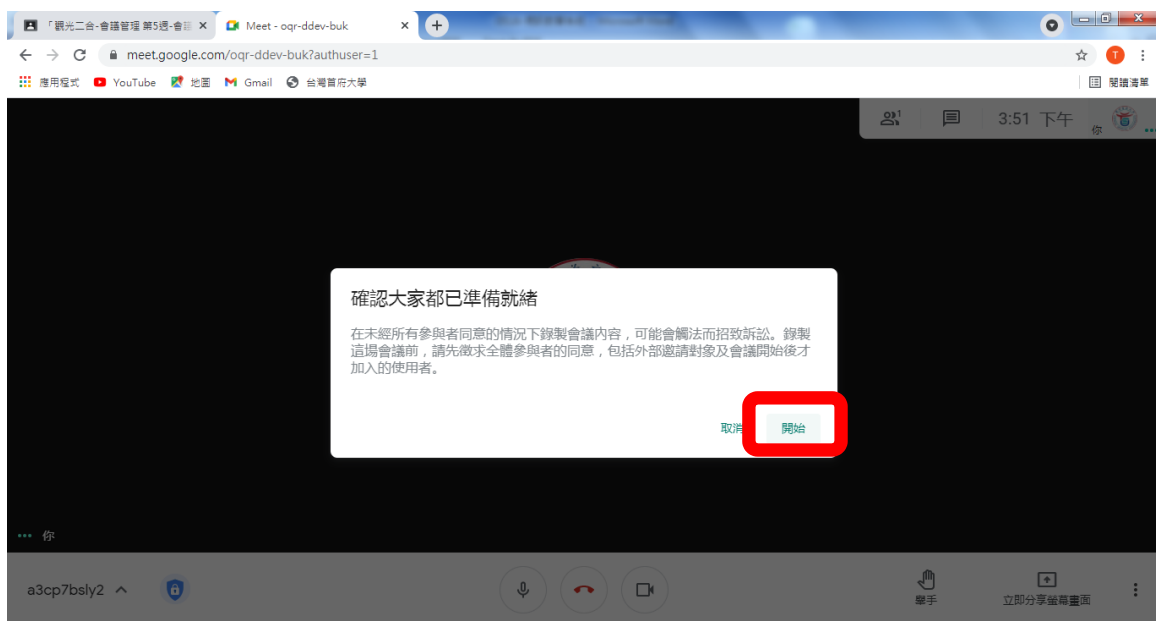 「觀光二合-會議管理 第5週-會議
Meet - oqr-ddev-buk
meet.google.com/oqr-ddev-buk?authuser=1
T
應用程式 YouTube 地圖 Gmail 台灣首府大學 閱讀清單
1 3:51 下午 你
確認大家都已準備就緒
在未經所有參與者同意的情況下錄製會議內容，可能會觸法而招致訴訟。錄製
這場會議前，請先徵求全體參與者的同意，包括外部邀請對象及會議開始後才
加入的使用者。
取消 開始
你
a3cp7bsly2
舉手 立即分享螢幕畫面